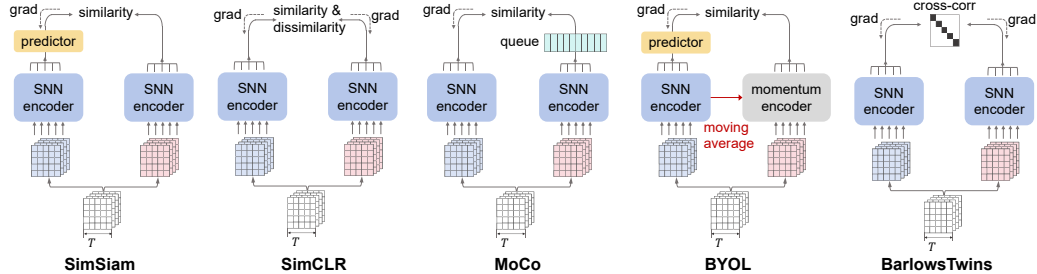 grad
similarity
predictor
SNN
encoder
SNN
encoder
T
SimSiam
grad
similarity &
dissimilarity
grad
SNN
encoder
SNN
encoder
T
SimCLR
grad
similarity
queue
SNN
encoder
SNN
encoder
T
MoCo
grad
similarity
predictor
SNN
encoder
momentum
encoder
moving
average
T
BYOL
cross-corr
grad
grad
SNN
encoder
SNN
encoder
T
BarlowsTwins